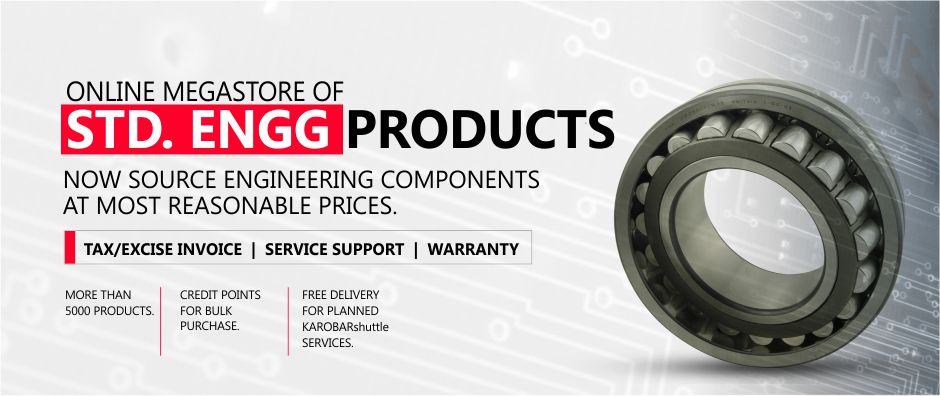 ONLINE MEGASTORE OF
STD. ENGG PRODUCTS
NOW SOURCE ENGINEERING COMPONENTS
AT MOST REASONABLE PRICES.
TAX/EXCISE INVOICE | SERVICE SUPPORT | WARRANTY
MORE THAN
5000 PRODUCTS.
CREDIT POINTS
FOR BULK
PURCHASE.
FREE DELIVERY
FOR PLANNED
KAROBARshuttle
SERVICES.